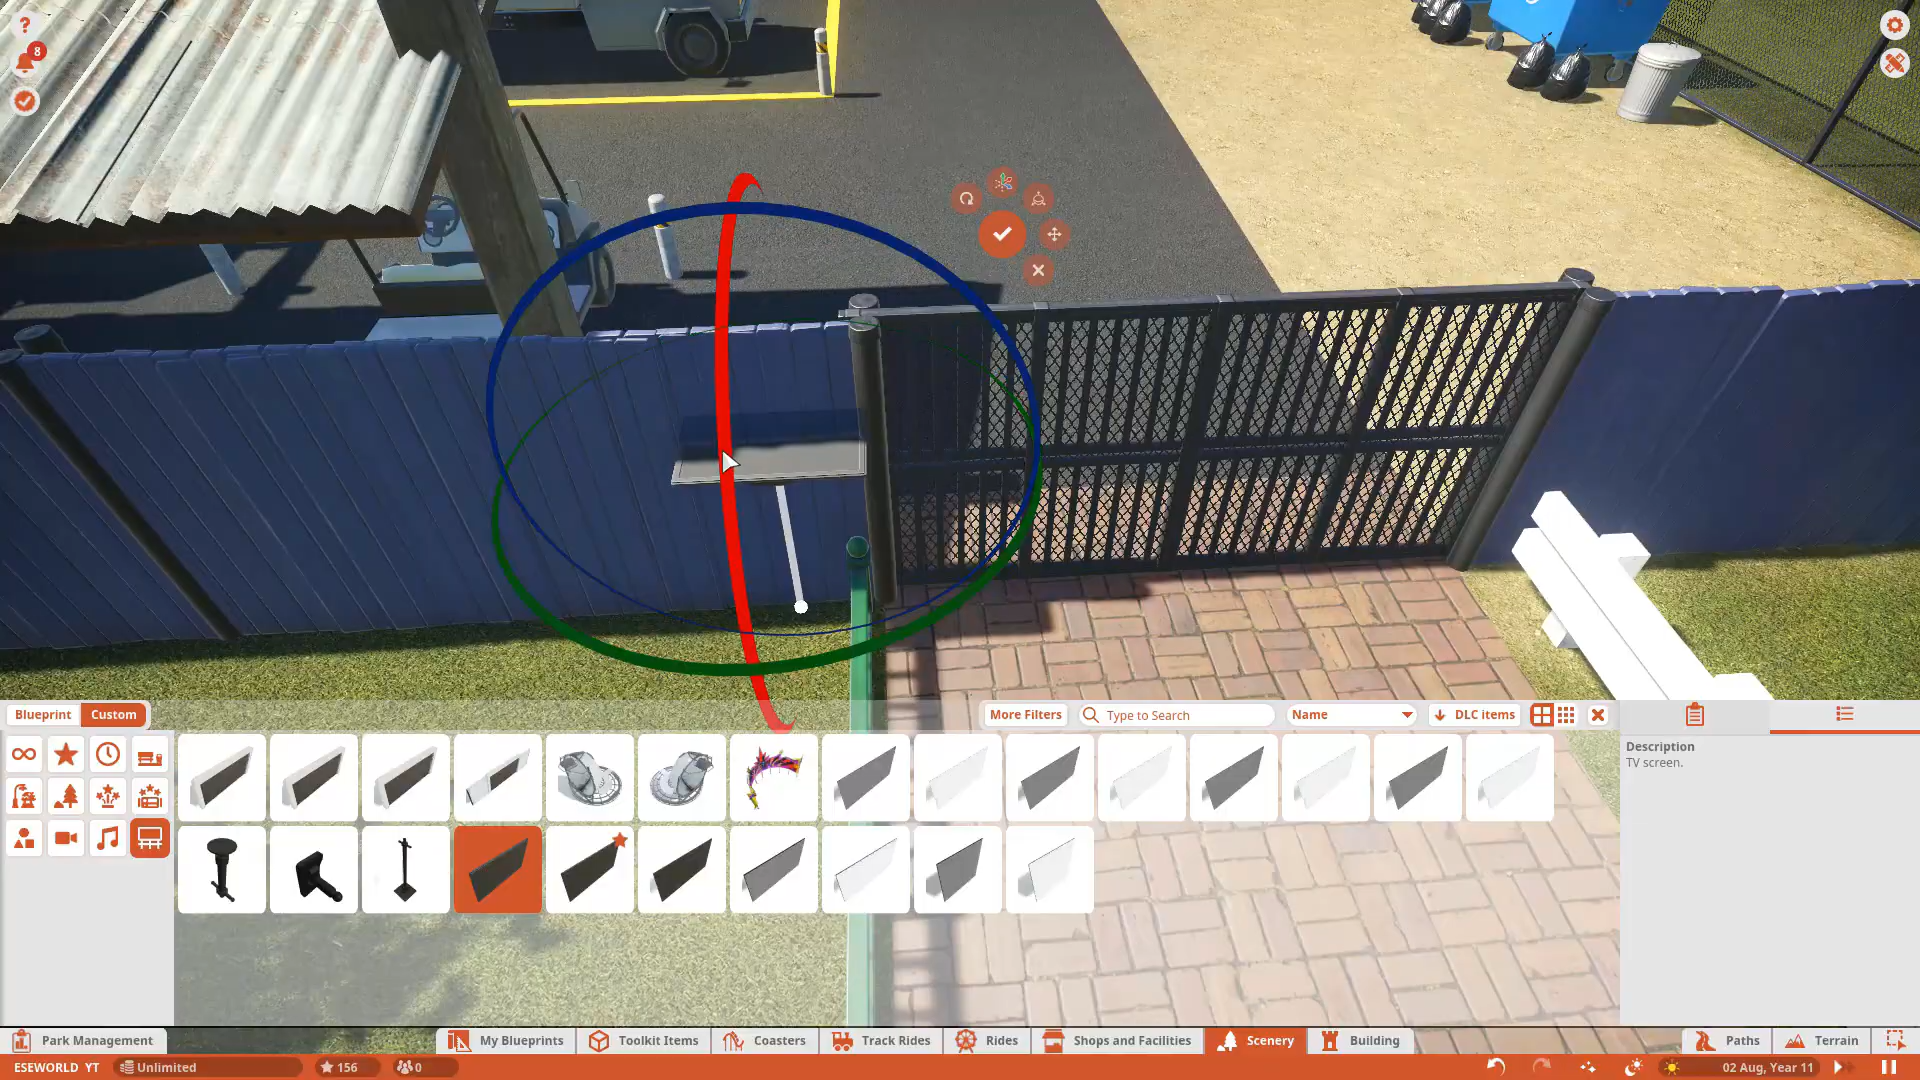 ?
8
Blueprint
Custom
More Filters
Type to Search
Name
DLC items
Description
TV screen.
Park Management
My Blueprints
Toolkit Items
Coasters
Track Rides
Rides
Shops and Facilities
Scenery
Building
Paths
Terrain
ESEWORLD YT
Unlimited
156
0
02 Aug, Year 11